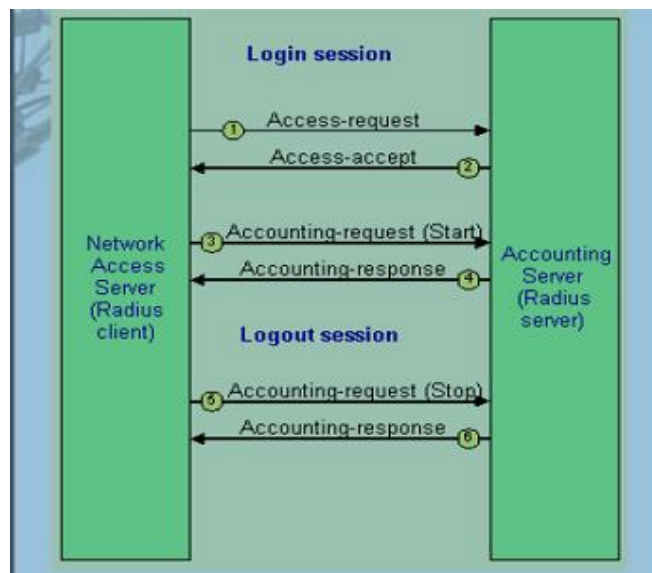 Login session
1
Access-request
Access-accept
2
3
Accounting-request (Start)
Accounting-response
4
Network
Access
Server
(Radius
client)
Accounting
Server
(Radius
server)
Logout session
5
Accounting-request (Stop)
Accounting-response
6